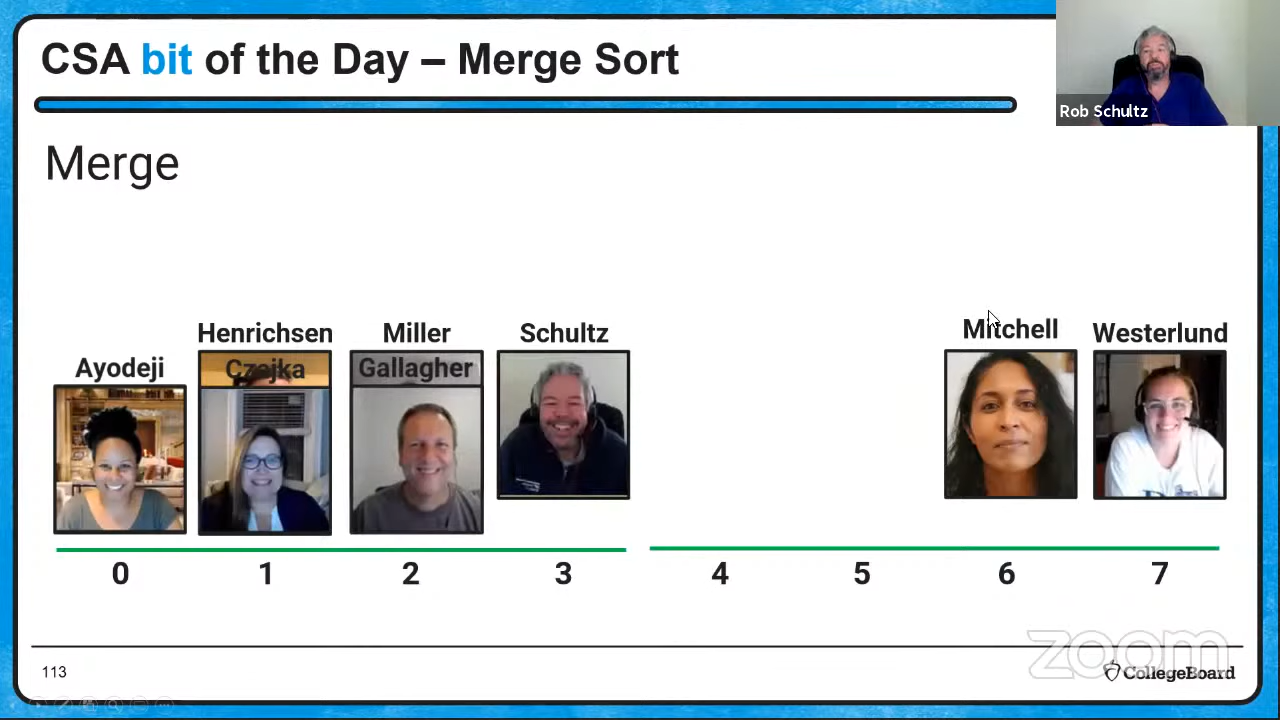 CSA bit of the Day – Merge Sort
Rob Schultz
Merge
Henrichsen
Miller
Schultz
Mitchell
Westerlund
Ayodeji
Czajka
Gallagher
0
1
2
3
4
5
6
7
zoom
113
CollegeBoard